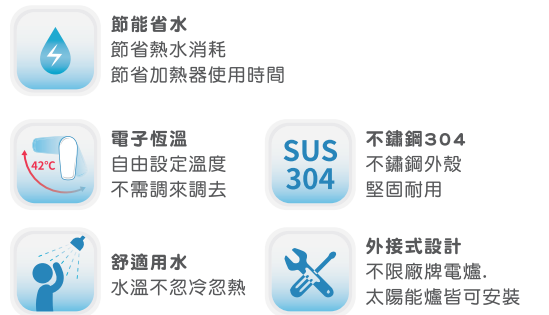 節能省水
節省熱水消耗
節省加熱器使用時間
電子恆溫
自由設定溫度
不需調來調去
42°C
SUS
304
不鏽鋼304
不鏽鋼外殼
堅固耐用
舒適用水
水溫不忽冷忽熱
外接式設計
不限廠牌電爐.
太陽能爐皆可安裝